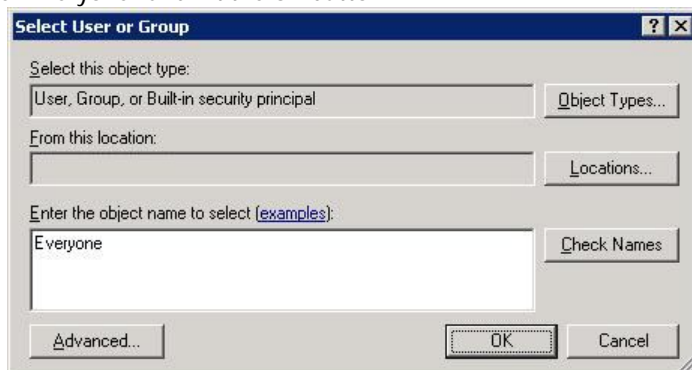 Select User or Group
Select this object type:
User, Group, or Built-in security principal
Object Types...
From this location:
Locations...
Enter the object name to select (examples):
Everyone
Check Names
Advanced...
OK
Cancel